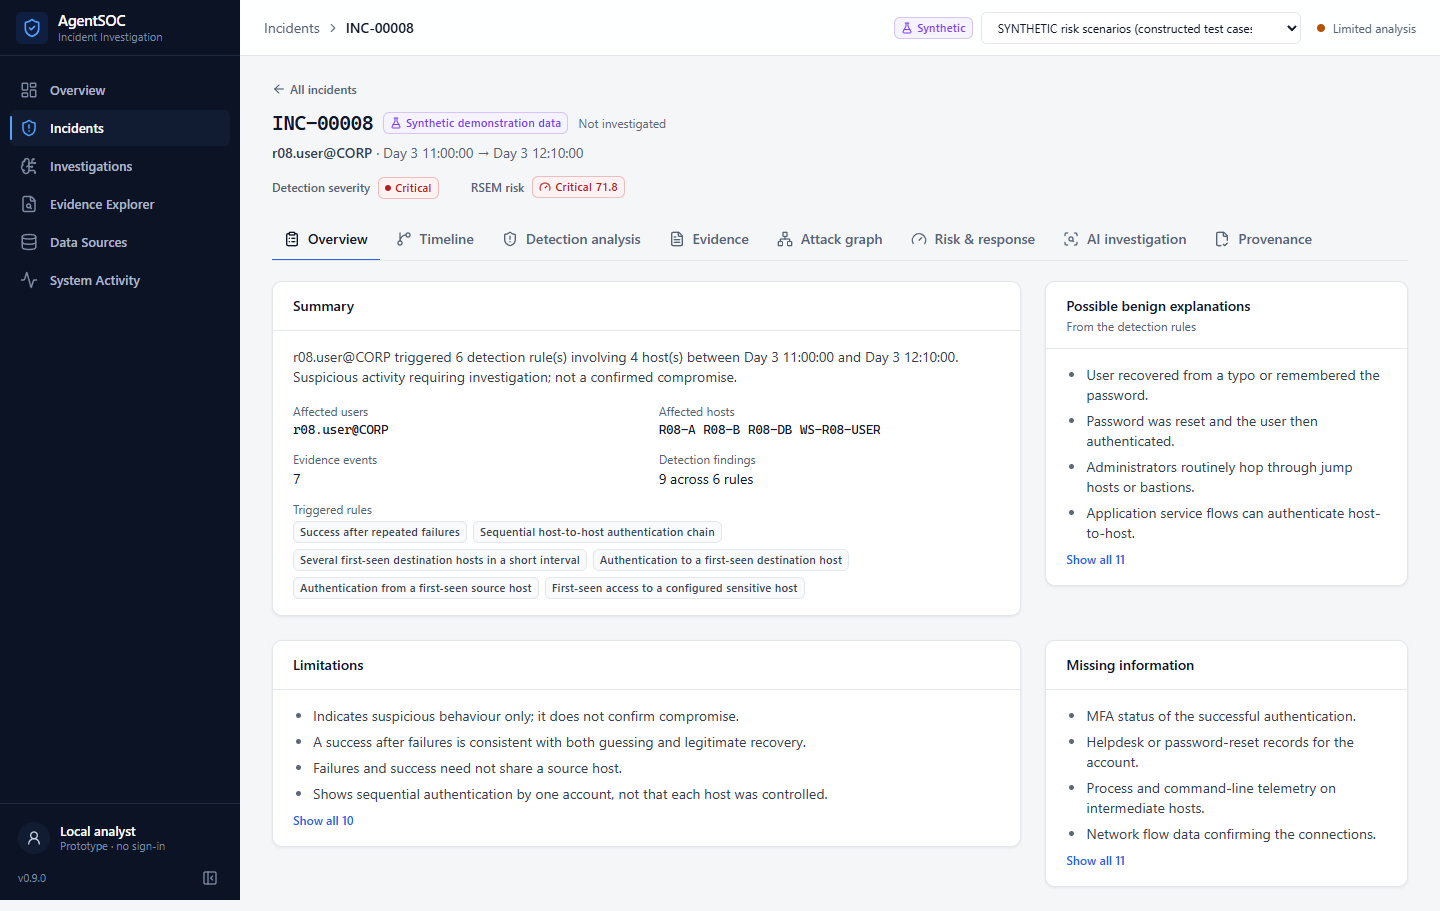 AgentSOC
Incident Investigation
Overview
Incidents
Investigations
Evidence Explorer
Data Sources
System Activity
Local analyst
Prototype · no sign-in
v0.9.0
Incidents > INC-00008
Synthetic
SYNTHETIC risk scenarios (constructed test cases
Limited analysis
← All incidents
INC-00008 Synthetic demonstration data Not investigated
r08.user@CORP · Day 3 11:00:00 → Day 3 12:10:00
Detection severity Critical RSEM risk Critical 71.8
Overview Timeline Detection analysis Evidence Attack graph Risk & response AI investigation Provenance
Summary
r08.user@CORP triggered 6 detection rule(s) involving 4 host(s) between Day 3 11:00:00 and Day 3 12:10:00.
Suspicious activity requiring investigation; not a confirmed compromise.
Affected users
r08.user@CORP
Affected hosts
R08-A R08-B R08-DB WS-R08-USER
Evidence events
7
Detection findings
9 across 6 rules
Triggered rules
Success after repeated failures Sequential host-to-host authentication chain
Several first-seen destination hosts in a short interval Authentication to a first-seen destination host
Authentication from a first-seen source host First-seen access to a configured sensitive host
Possible benign explanations
From the detection rules
• User recovered from a typo or remembered the
password.
• Password was reset and the user then
authenticated.
• Administrators routinely hop through jump
hosts or bastions.
• Application service flows can authenticate host-
to-host.
Show all 11
Limitations
• Indicates suspicious behaviour only; it does not confirm compromise.
• A success after failures is consistent with both guessing and legitimate recovery.
• Failures and success need not share a source host.
• Shows sequential authentication by one account, not that each host was controlled.
Show all 10
Missing information
• MFA status of the successful authentication.
• Helpdesk or password-reset records for the
account.
• Process and command-line telemetry on
intermediate hosts.
• Network flow data confirming the connections.
Show all 11